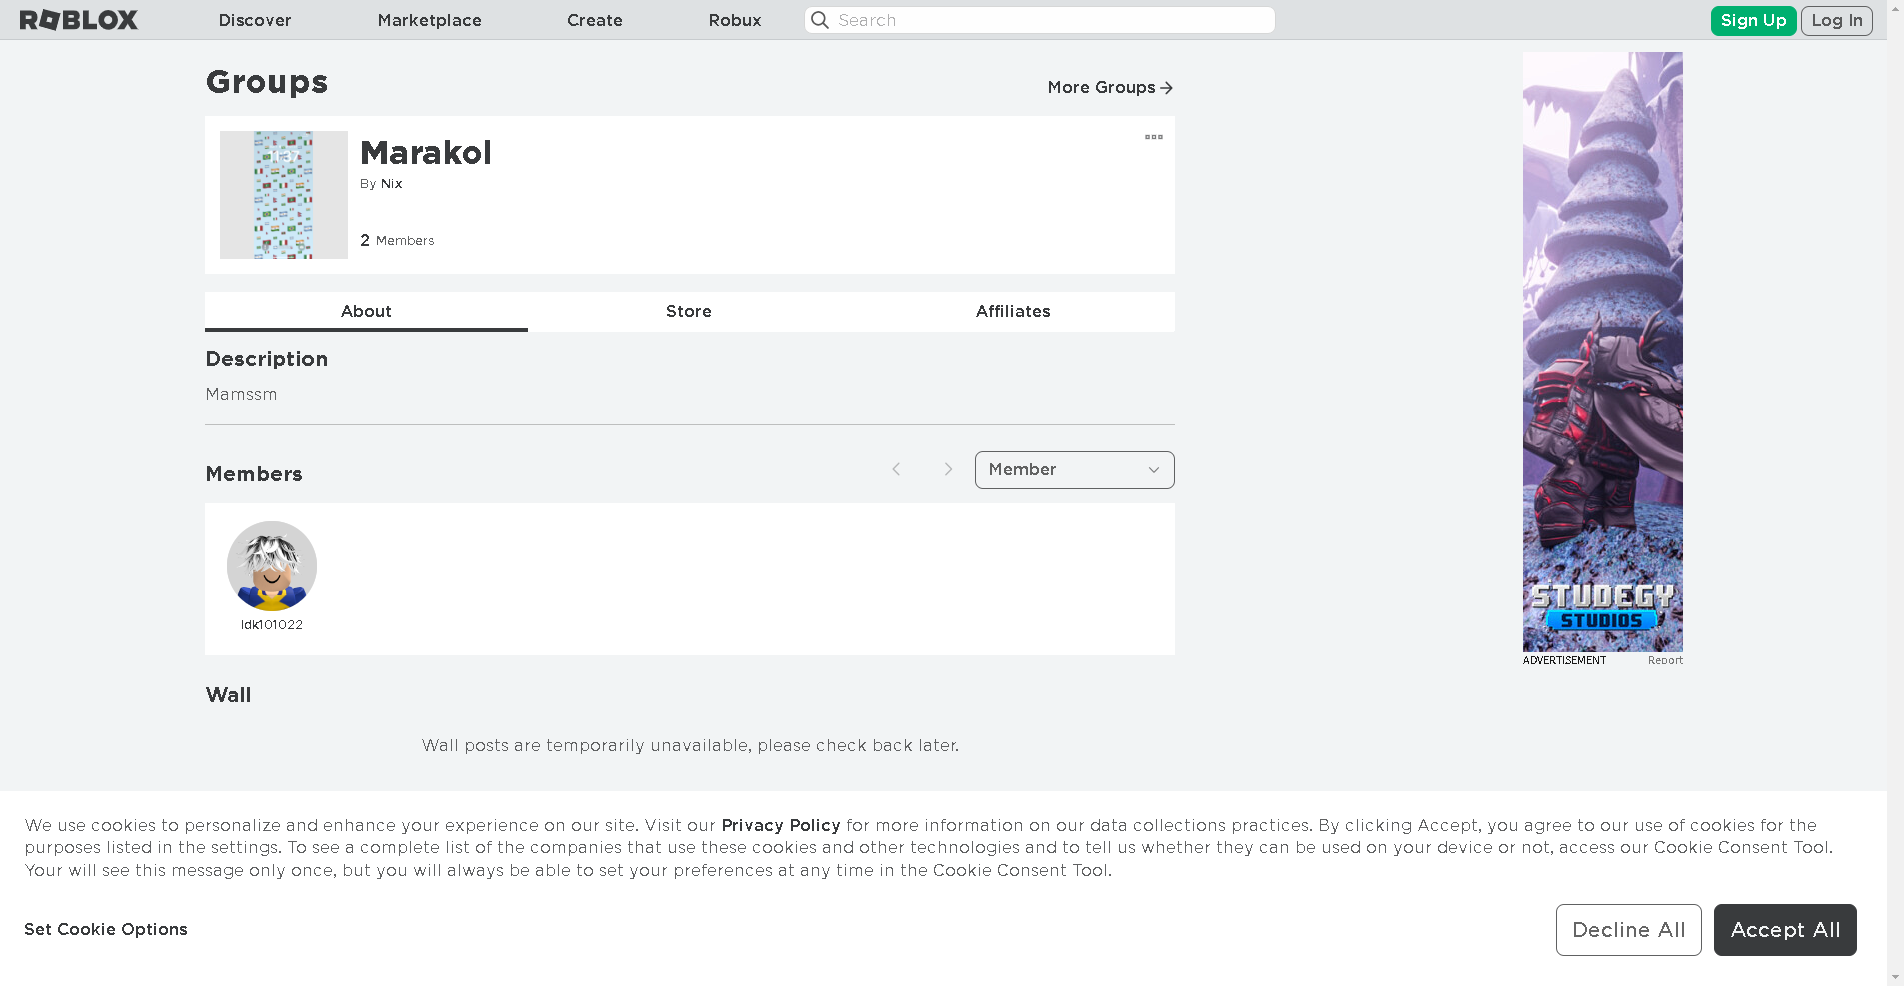 ROBLOX Discover Marketplace Create Robux Search Sign Up Log In
Groups
More Groups
Marakol
11:37
By Nix
2 Members
About Store Affiliates
Description
Mamssm
Members
Member
Idk101022
Wall
Wall posts are temporarily unavailable, please check back later.
STUDEGY
STUDIOS
ADVERTISEMENT Report
We use cookies to personalize and enhance your experience on our site. Visit our Privacy Policy for more information on our data collections practices. By clicking Accept, you agree to our use of cookies for the
purposes listed in the settings. To see a complete list of the companies that use these cookies and other technologies and to tell us whether they can be used on your device or not, access our Cookie Consent Tool.
Your will see this message only once, but you will always be able to set your preferences at any time in the Cookie Consent Tool.
Set Cookie Options
Decline All
Accept All